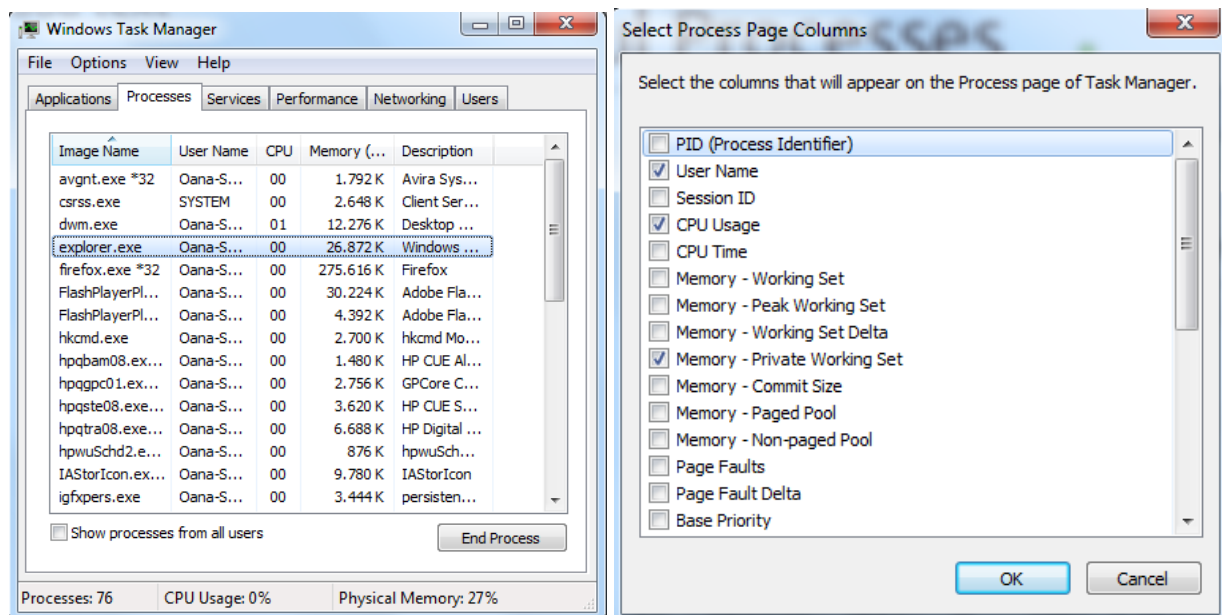 Windows Task Manager
File Options View Help
Applications Processes Services Performance Networking Users
Image Name User Name CPU Memory (... Description
avgnt.exe *32 Oana-S... 00 1.792 K Avira Sys...
csrss.exe SYSTEM 00 2.648 K Client Ser...
dwm.exe Oana-S... 01 12.276 K Desktop ...
explorer.exe Oana-S... 00 26.872 K Windows ...
firefox.exe *32 Oana-S... 00 275.616 K Firefox
FlashPlayerPl... Oana-S... 00 30.224 K Adobe Fla...
FlashPlayerPl... Oana-S... 00 4.392 K Adobe Fla...
hkcmd.exe Oana-S... 00 2.700 K hkcmd Mo...
hpqbam08.ex... Oana-S... 00 1.480 K HP CUE Al...
hpqgpc01.ex... Oana-S... 00 2.756 K GPCore C...
hpqste08.exe... Oana-S... 00 3.620 K HP CUE S...
hpqtra08.exe... Oana-S... 00 6.688 K HP Digital ...
hpwuSchd2.e... Oana-S... 00 876 K hpwuSch...
IAStorIcon.ex... Oana-S... 00 9.780 K IAStorIcon
igfxpers.exe Oana-S... 00 3.444 K persisten...
Show processes from all users
End Process
Processes: 76 CPU Usage: 0% Physical Memory: 27%
Select Process Page Columns
Select the columns that will appear on the Process page of Task Manager.
PID (Process Identifier)
User Name
Session ID
CPU Usage
CPU Time
Memory - Working Set
Memory - Peak Working Set
Memory - Working Set Delta
Memory - Private Working Set
Memory - Commit Size
Memory - Paged Pool
Memory - Non-paged Pool
Page Faults
Page Fault Delta
Base Priority
OK Cancel